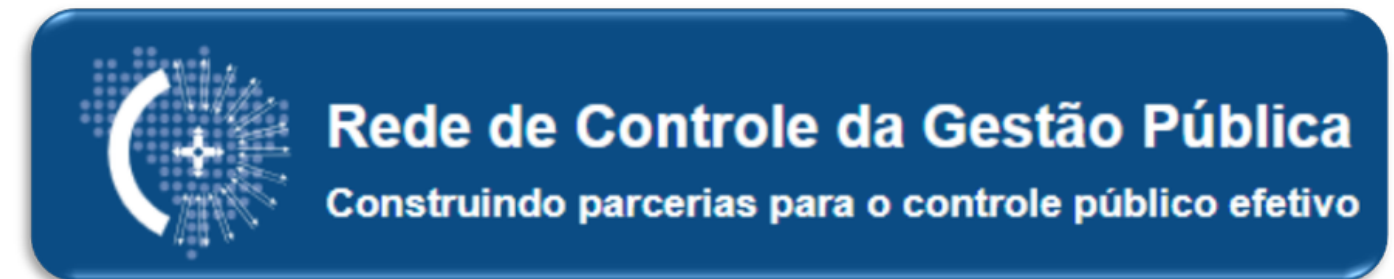 Rede de Controle da Gestão Pública
Construindo parcerias para o controle público efetivo